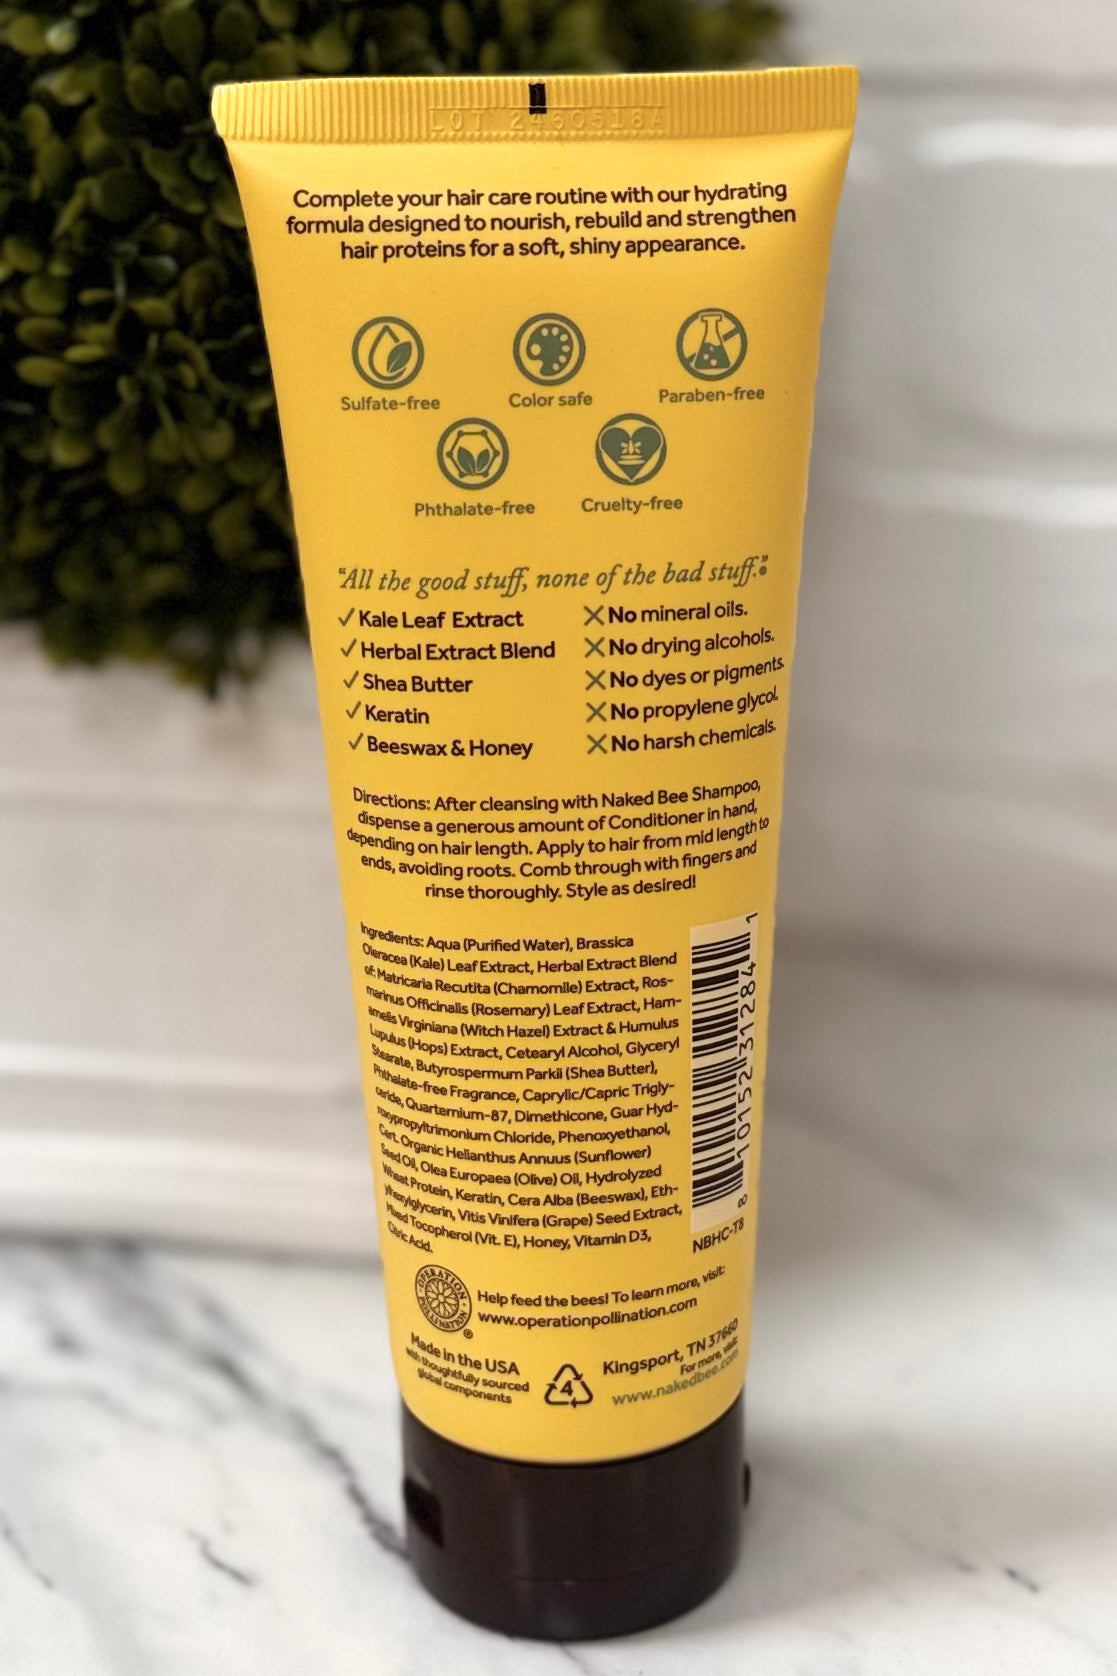 LOT 2460518A
Complete your hair care routine with our hydrating
formula designed to nourish, rebuild and strengthen
hair proteins for a soft, shiny appearance.
Sulfate-free
Color safe
Paraben-free
Phthalate-free
Cruelty-free
“All the good stuff, none of the bad stuff.”®
✓ Kale Leaf Extract
✓ Herbal Extract Blend
✓ Shea Butter
✓ Keratin
✓ Beeswax & Honey
✕ No mineral oils.
✕ No drying alcohols.
✕ No dyes or pigments.
✕ No propylene glycol.
✕ No harsh chemicals.
Directions: After cleansing with Naked Bee Shampoo,
dispense a generous amount of Conditioner in hand,
depending on hair length. Apply to hair from mid length to
ends, avoiding roots. Comb through with fingers and
rinse thoroughly. Style as desired!
Ingredients: Aqua (Purified Water), Brassica
Oleracea (Kale) Leaf Extract, Herbal Extract Blend
of: Matricaria Recutita (Chamomile) Extract, Ros-
marinus Officinalis (Rosemary) Leaf Extract, Ham-
amelis Virginiana (Witch Hazel) Extract & Humulus
Lupulus (Hops) Extract, Cetearyl Alcohol, Glyceryl
Stearate, Butyrospermum Parkii (Shea Butter),
Phthalate-free Fragrance, Caprylic/Capric Trigly-
ceride, Quarternium-87, Dimethicone, Guar Hyd-
roxypropyltrimonium Chloride, Phenoxyethanol,
Cert. Organic Helianthus Annuus (Sunflower)
Seed Oil, Olea Europaea (Olive) Oil, Hydrolyzed
Wheat Protein, Keratin, Cera Alba (Beeswax), Eth-
ylhexylglycerin, Vitis Vinifera (Grape) Seed Extract,
Mixed Tocopherol (Vit. E), Honey, Vitamin D3,
Citric Acid.
8 10152 31284 1
NBHC-T8
OPERATION POLLINATION ®
Help feed the bees! To learn more, visit:
www.operationpollination.com
Made in the USA
with thoughtfully sourced
global components
4
Kingsport, TN 37660
For more, visit:
www.nakedbee.com